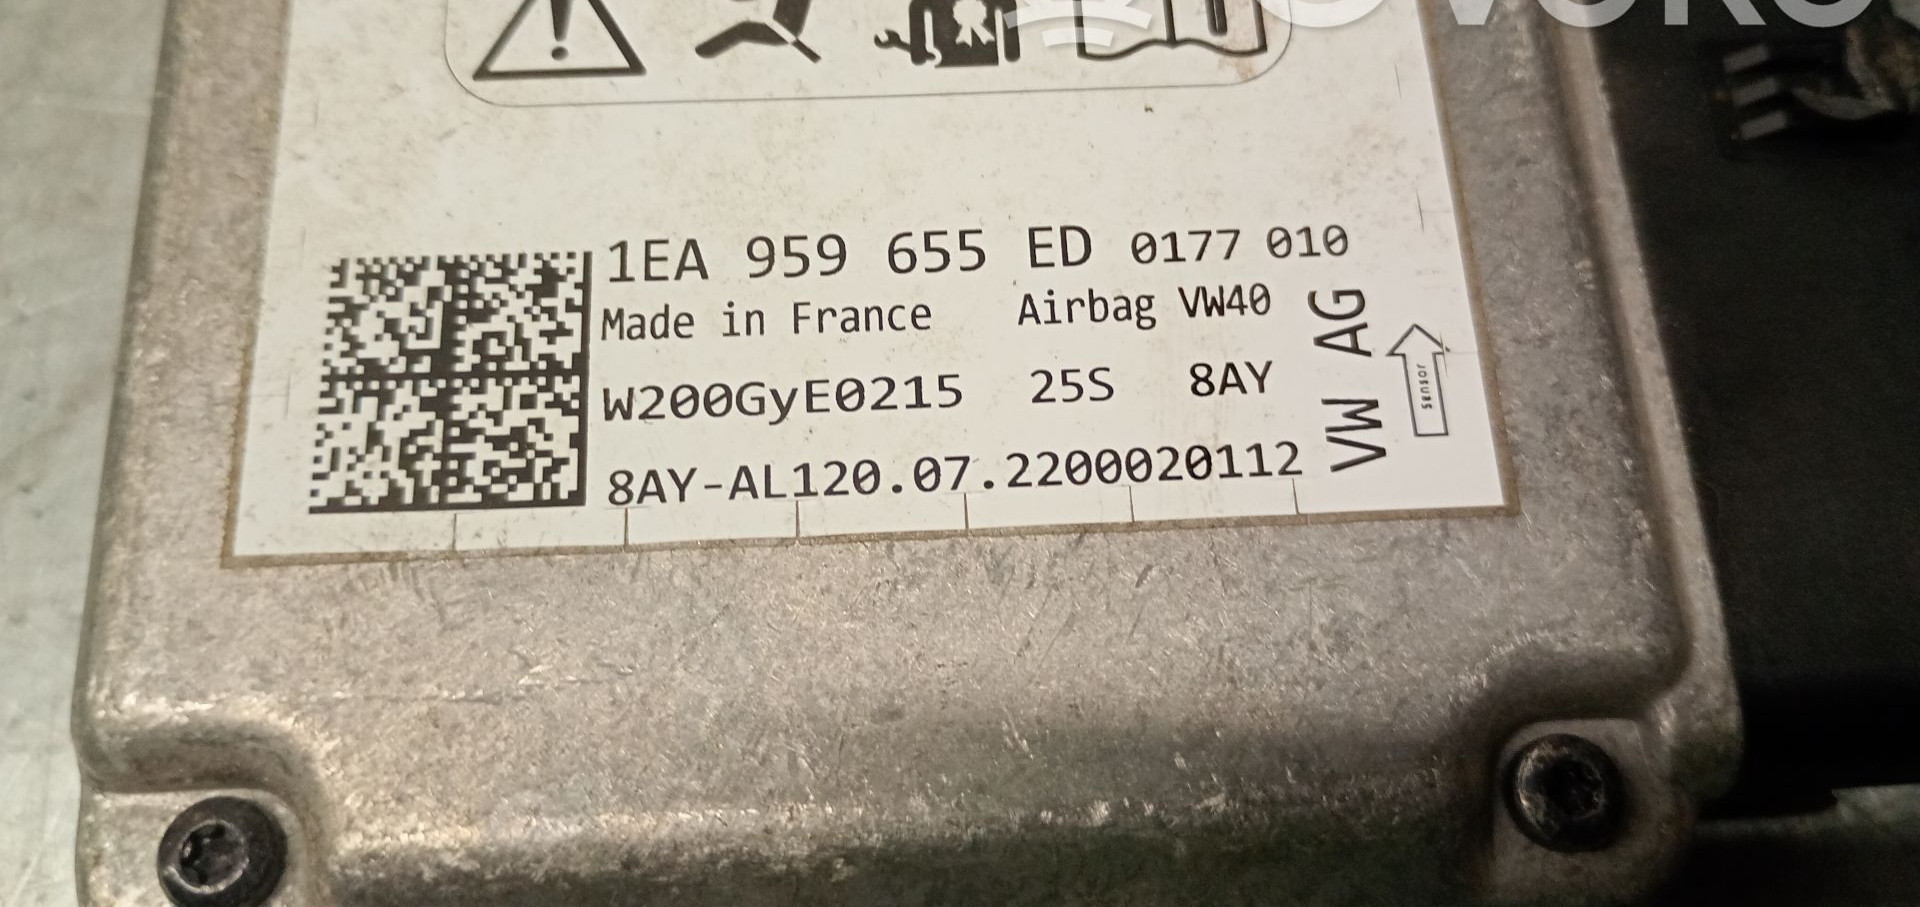 1EA 959 655 ED 0177 010
Made in France Airbag VW40
W200GyE0215 25S 8AY
8AY-AL120.07.2200020112
VW AG
sensor